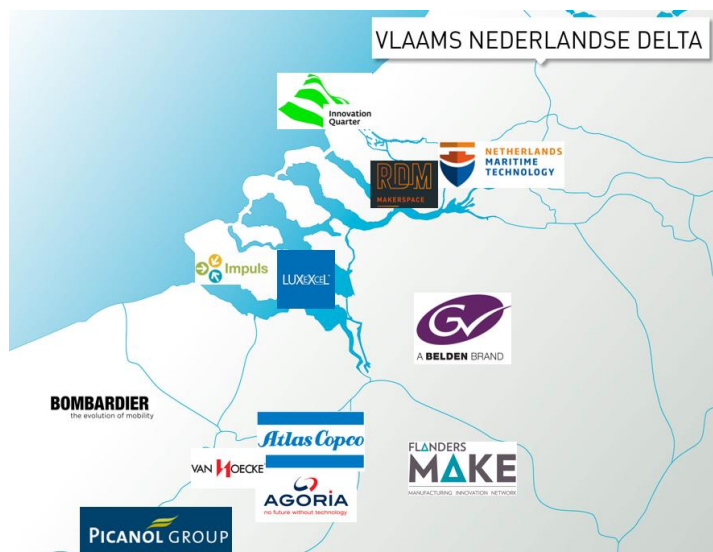 VLAAMS NEDERLANDSE DELTA
Innovation
Quarter
RDM
MAKERSPACE
NETHERLANDS
MARITIME
TECHNOLOGY
Impuls
LUXEXCEL®
GV
A BELDEN BRAND
BOMBARDIER
the evolution of mobility
Atlas Copco
VAN HOECKE
AGORIA
no future without technology
FLANDERS
MAKE
MANUFACTURING INNOVATION NETWORK
PICANOL GROUP